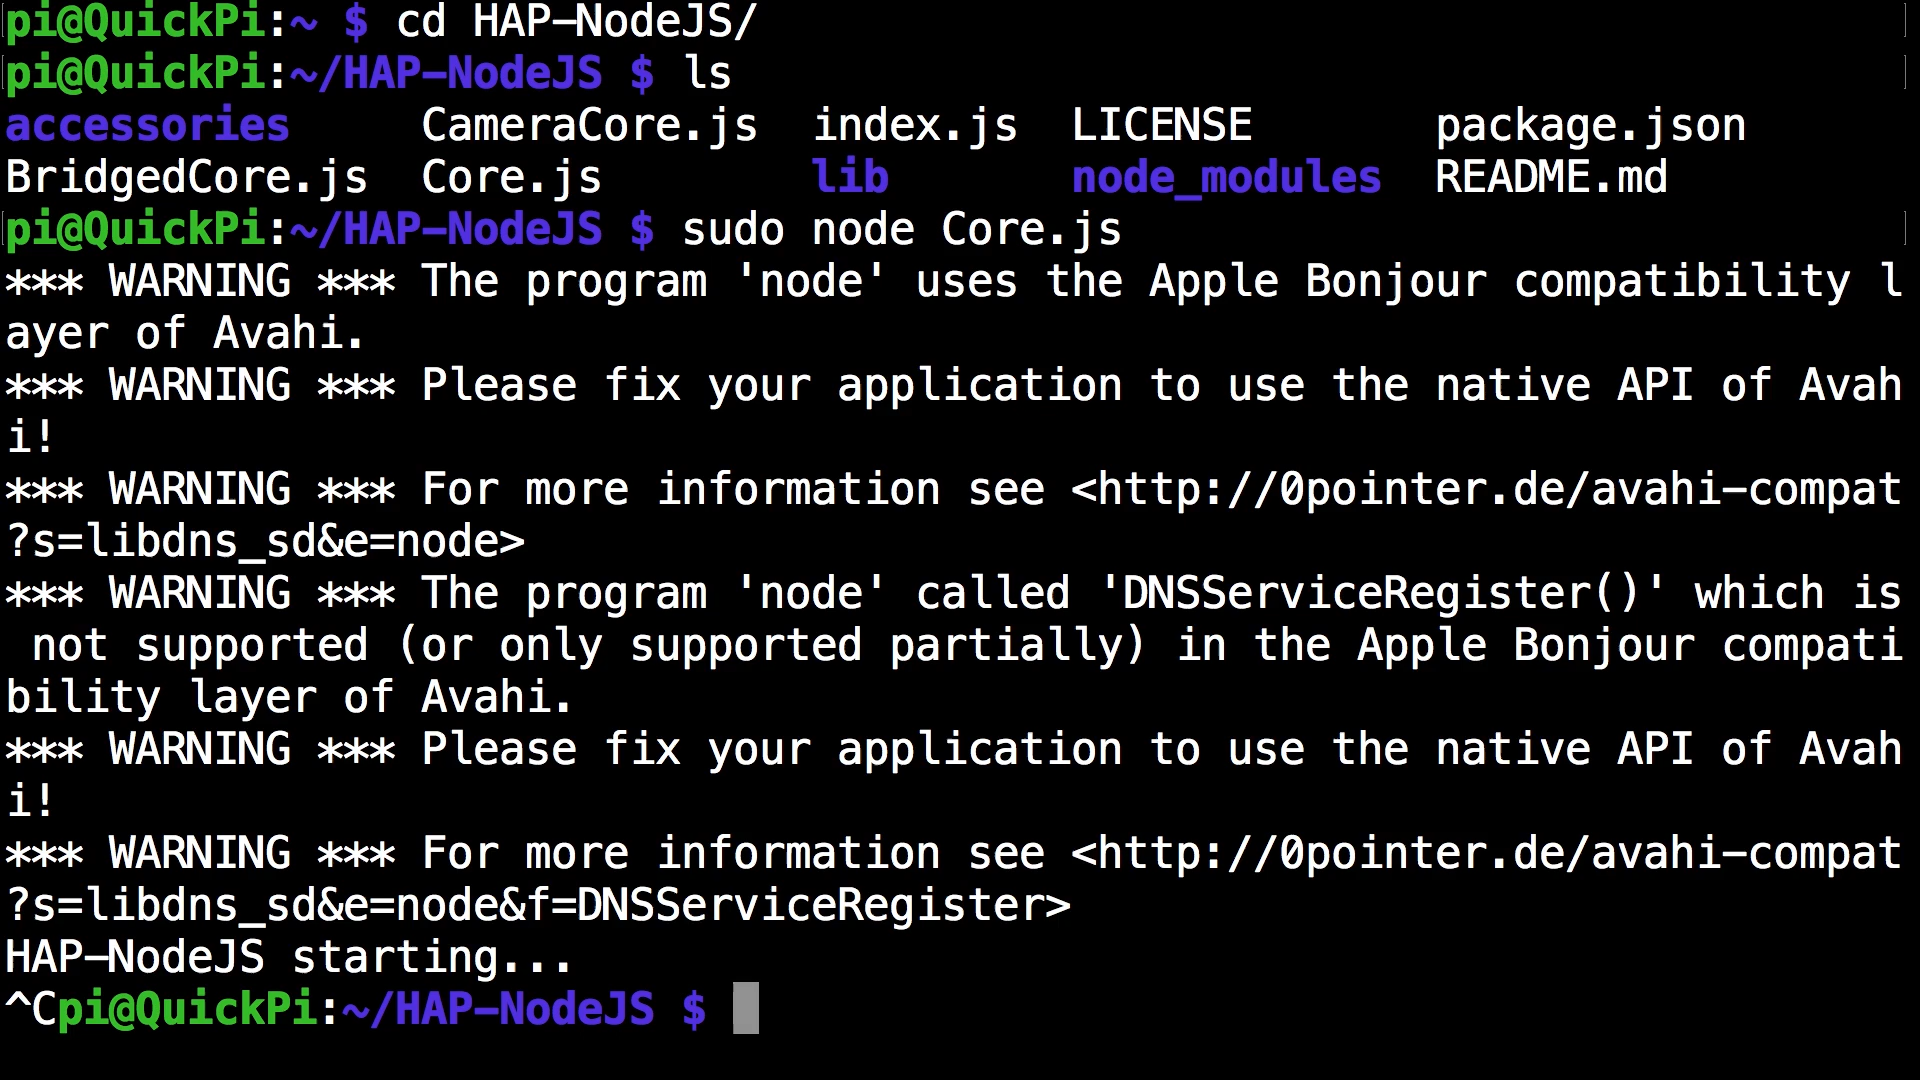 pi@QuickPi:~ $ cd HAP-NodeJS/
pi@QuickPi:~/HAP-NodeJS $ ls
accessories     CameraCore.js  index.js  LICENSE       package.json
BridgedCore.js  Core.js        lib       node_modules  README.md
pi@QuickPi:~/HAP-NodeJS $ sudo node Core.js
*** WARNING *** The program 'node' uses the Apple Bonjour compatibility l
ayer of Avahi.
*** WARNING *** Please fix your application to use the native API of Avah
i!
*** WARNING *** For more information see <http://0pointer.de/avahi-compat
?s=libdns_sd&e=node>
*** WARNING *** The program 'node' called 'DNSServiceRegister()' which is
 not supported (or only supported partially) in the Apple Bonjour compati
bility layer of Avahi.
*** WARNING *** Please fix your application to use the native API of Avah
i!
*** WARNING *** For more information see <http://0pointer.de/avahi-compat
?s=libdns_sd&e=node&f=DNSServiceRegister>
HAP-NodeJS starting...
^Cpi@QuickPi:~/HAP-NodeJS $